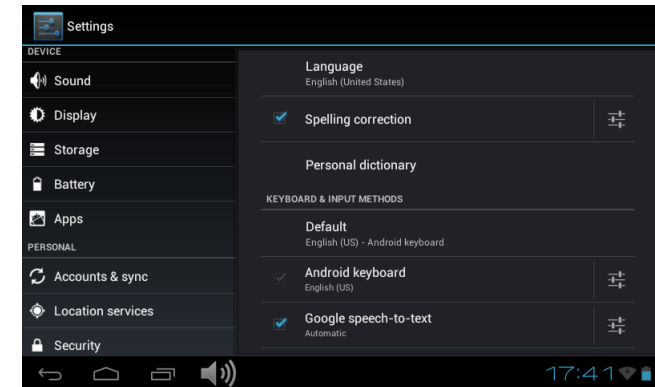 Settings
DEVICE
Sound
Display
Storage
Battery
Apps
PERSONAL
Accounts & sync
Location services
Security
Language
English (United States)
Spelling correction
Personal dictionary
KEYBOARD & INPUT METHODS
Default
English (US) - Android keyboard
Android keyboard
English (US)
Google speech-to-text
Automatic
17:41